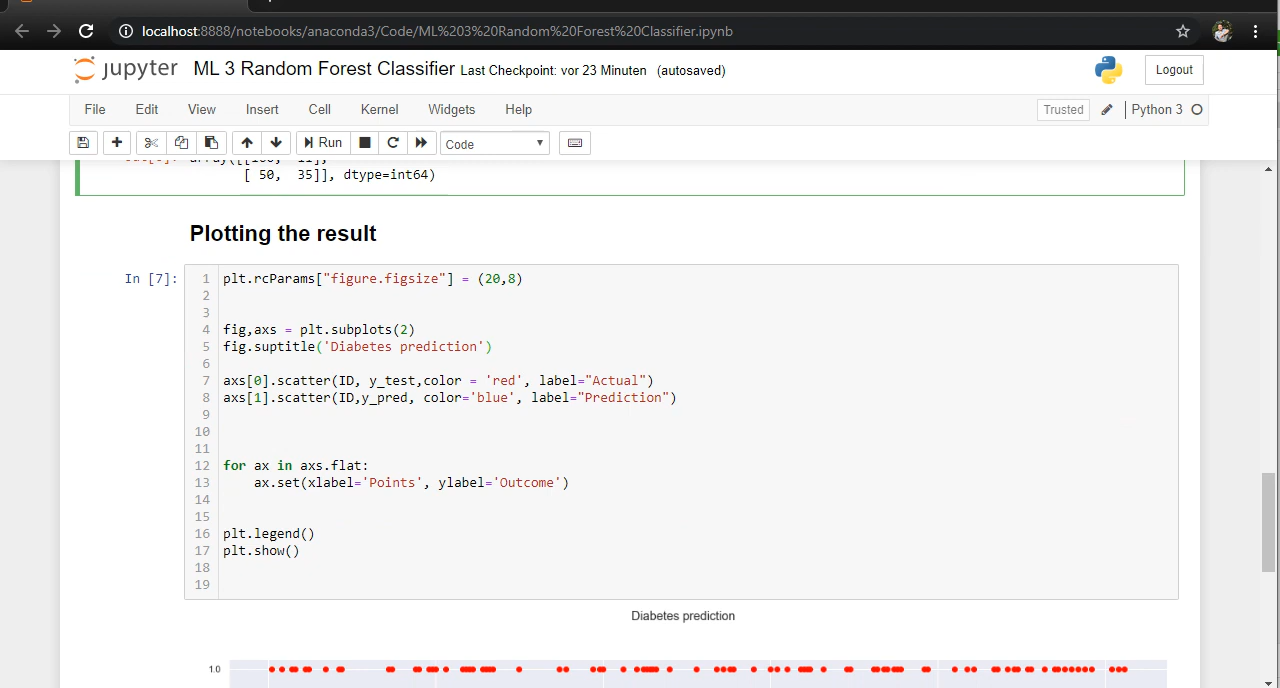 localhost:8888/notebooks/anaconda3/Code/ML%203%20Random%20Forest%20Classifier.ipynb
jupyter ML 3 Random Forest Classifier Last Checkpoint: vor 23 Minuten (autosaved) Logout
File Edit View Insert Cell Kernel Widgets Help Trusted Python 3
Run Code
[ 50, 35]], dtype=int64)
Plotting the result
In [7]:
1 plt.rcParams["figure.figsize"] = (20,8)
2
3
4 fig,axs = plt.subplots(2)
5 fig.suptitle('Diabetes prediction')
6
7 axs[0].scatter(ID, y_test,color = 'red', label="Actual")
8 axs[1].scatter(ID,y_pred, color='blue', label="Prediction")
9
10
11
12 for ax in axs.flat:
13     ax.set(xlabel='Points', ylabel='Outcome')
14
15
16 plt.legend()
17 plt.show()
18
19
Diabetes prediction
1.0